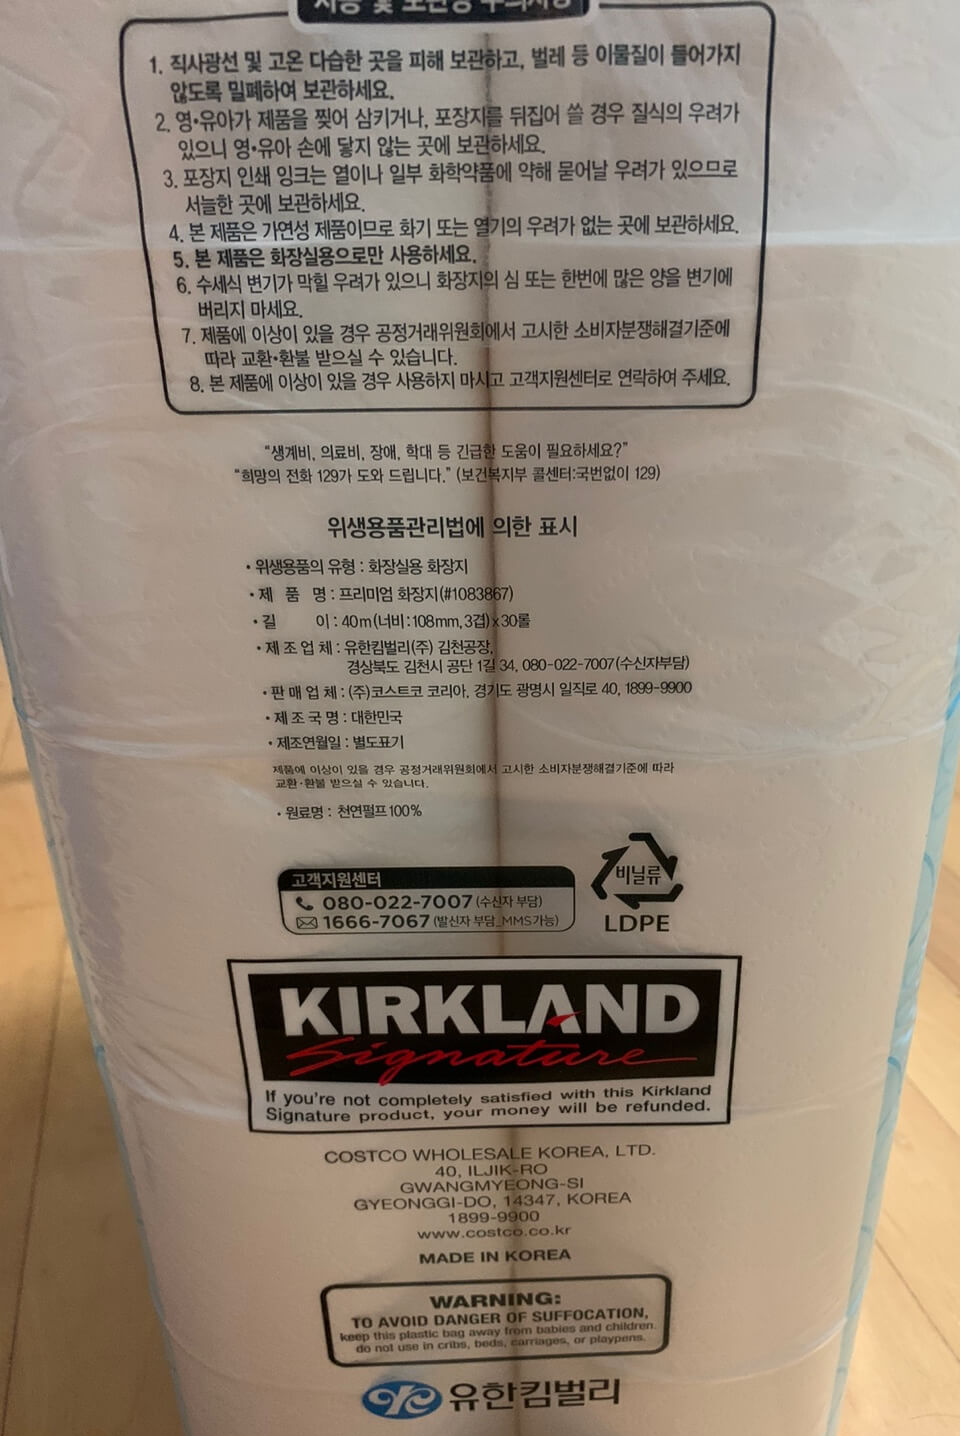 사용 및 보관상 주의사항
1. 직사광선 및 고온 다습한 곳을 피해 보관하고, 벌레 등 이물질이 들어가지
않도록 밀폐하여 보관하세요.
2. 영•유아가 제품을 찢어 삼키거나, 포장지를 뒤집어 쓸 경우 질식의 우려가
있으니 영•유아 손에 닿지 않는 곳에 보관하세요.
3. 포장지 인쇄 잉크는 열이나 일부 화학약품에 약해 묻어날 우려가 있으므로
서늘한 곳에 보관하세요.
4. 본 제품은 가연성 제품이므로 화기 또는 열기의 우려가 없는 곳에 보관하세요.
5. 본 제품은 화장실용으로만 사용하세요.
6. 수세식 변기가 막힐 우려가 있으니 화장지의 심 또는 한번에 많은 양을 변기에
버리지 마세요.
7. 제품에 이상이 있을 경우 공정거래위원회에서 고시한 소비자분쟁해결기준에
따라 교환•환불 받으실 수 있습니다.
8. 본 제품에 이상이 있을 경우 사용하지 마시고 고객지원센터로 연락하여 주세요.
"생계비, 의료비, 장애, 학대 등 긴급한 도움이 필요하세요?"
"희망의 전화 129가 도와 드립니다." (보건복지부 콜센터:국번없이 129)
위생용품관리법에 의한 표시
• 위생용품의 유형 : 화장실용 화장지
• 제 품 명 : 프리미엄 화장지(#1083867)
• 길 이 : 40m(너비:108mm,3겹)x30롤
• 제조업체 : 유한킴벌리(주) 김천공장,
경상북도 김천시 공단 1길 34, 080-022-7007(수신자부담)
• 판매업체 : (주)코스트코 코리아, 경기도 광명시 일직로 40, 1899-9900
• 제조국명 : 대한민국
• 제조연월일 : 별도표기
제품에 이상이 있을 경우 공정거래위원회에서 고시한 소비자분쟁해결기준에 따라
교환·환불 받으실 수 있습니다.
• 원료명 : 천연펄프100%
고객지원센터
080-022-7007 (수신자 부담)
1666-7067 (발신자 부담_MMS가능)
비닐류
LDPE
KIRKLAND
Signature
If you're not completely satisfied with this Kirkland
Signature product, your money will be refunded.
COSTCO WHOLESALE KOREA, LTD.
40, ILJIK-RO
GWANGMYEONG-SI
GYEONGGI-DO, 14347, KOREA
1899-9900
www.costco.co.kr
MADE IN KOREA
WARNING:
TO AVOID DANGER OF SUFFOCATION,
keep this plastic bag away from babies and children.
do not use in cribs, beds, carriages, or playpens.
유한킴벌리